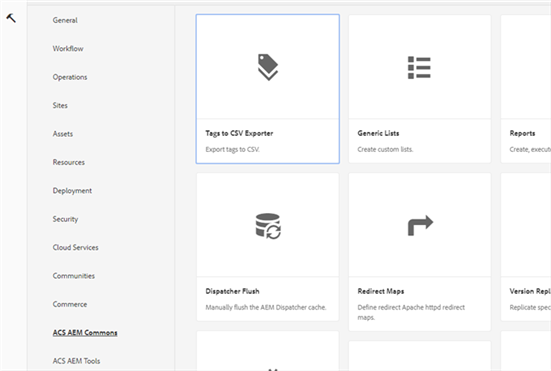 General
Workflow
Operations
Sites
Assets
Resources
Deployment
Security
Cloud Services
Communities
Commerce
ACS AEM Commons
ACS AEM Tools
Tags to CSV Exporter
Export tags to CSV.
Generic Lists
Create custom lists.
Reports
Create, execute
Dispatcher Flush
Manually flush the AEM Dispatcher cache.
Redirect Maps
Define redirect Apache httpd redirect
maps.
Version Repl
Replicate spec